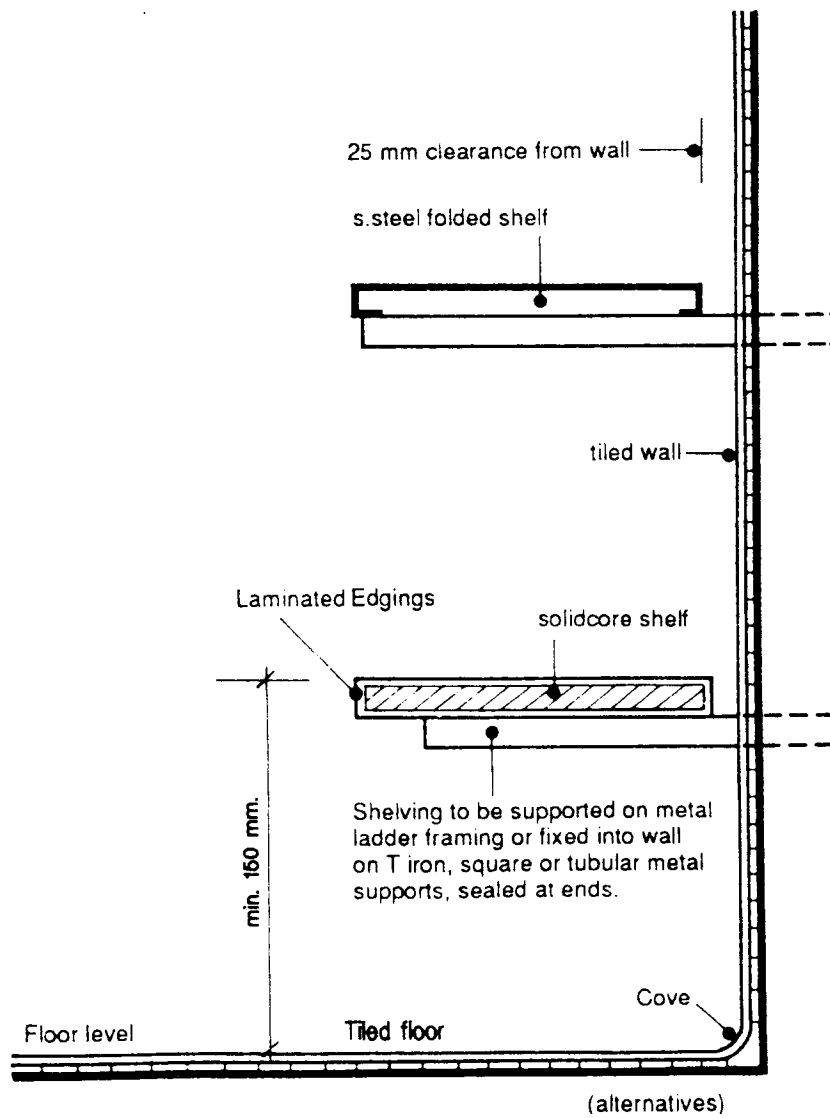 25 mm clearance from wall
s.steel folded shelf
tiled wall
Laminated Edgings
solidcore shelf
min. 150 mm.
Shelving to be supported on metal
ladder framing or fixed into wall
on T iron, square or tubular metal
supports, sealed at ends.
Cove
Floor level
Tiled floor
(alternatives)